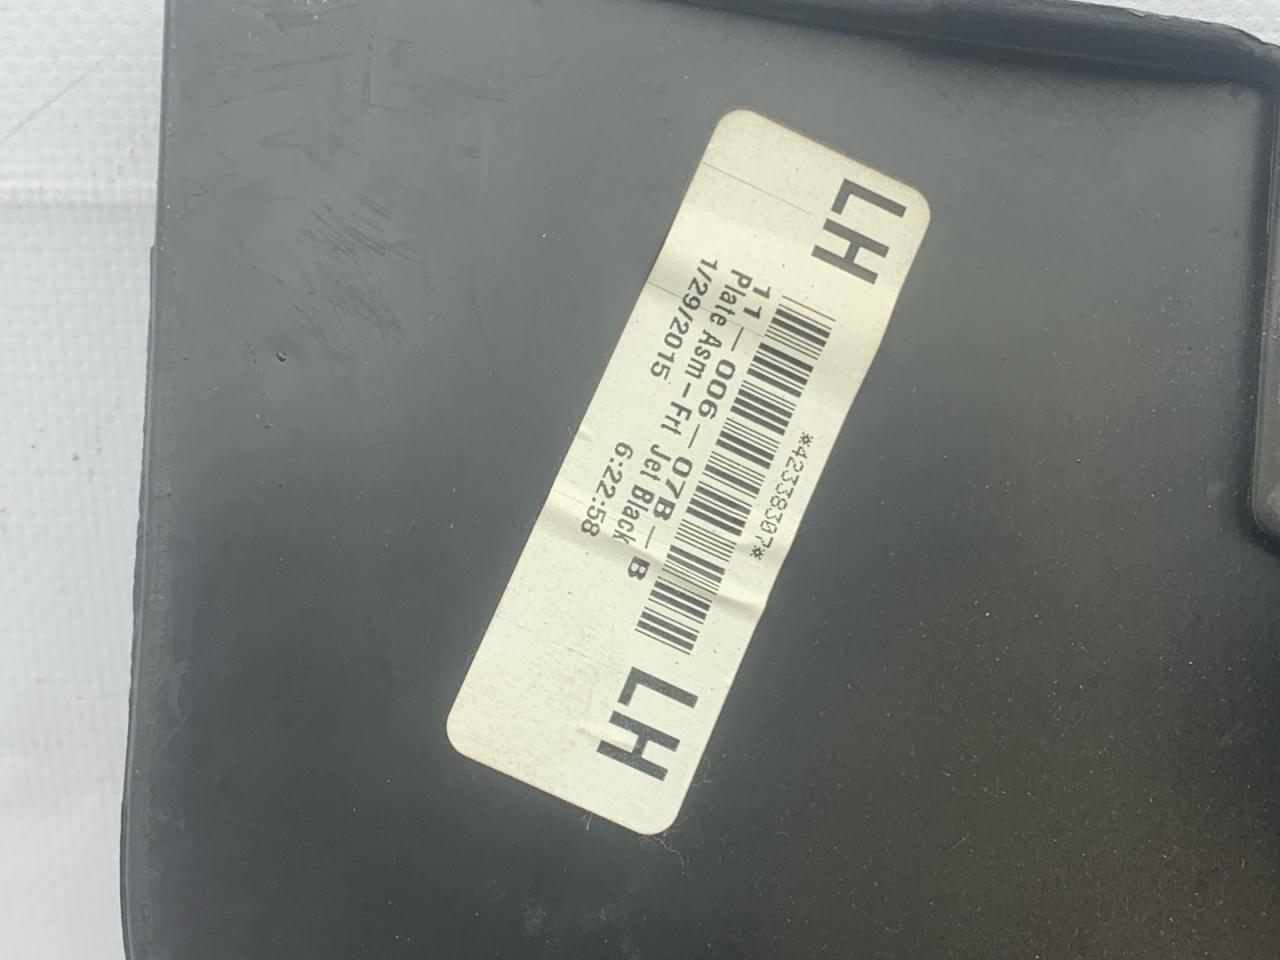 LH
*42338307*
11-006-07B-B
Plate Asm-Frt Jet Black
1/29/2015 6:22:58
LH